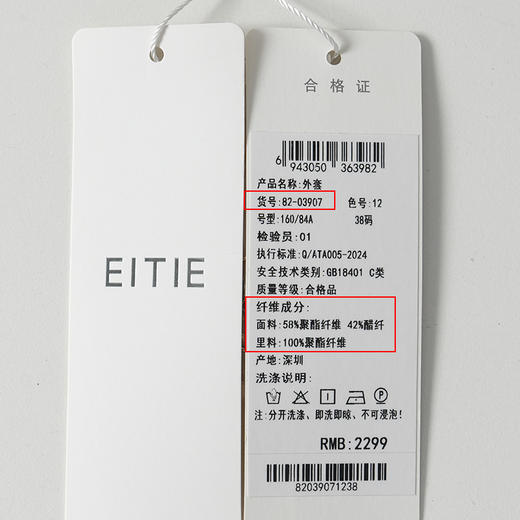 EITIE
合格证
6 943050 363982
产品名称:外套
货号:82-03907 色号:12
号型:160/84A 38码
检验员:01
执行标准:Q/ATA005-2024
安全技术类别:GB18401 C类
质量等级:合格品
纤维成分:
面料:58%聚酯纤维 42%醋纤
里料:100%聚酯纤维
产地:深圳
洗涤说明:
P
注:分开洗涤、即洗即晾、不可浸泡!
RMB:2299
82039071238